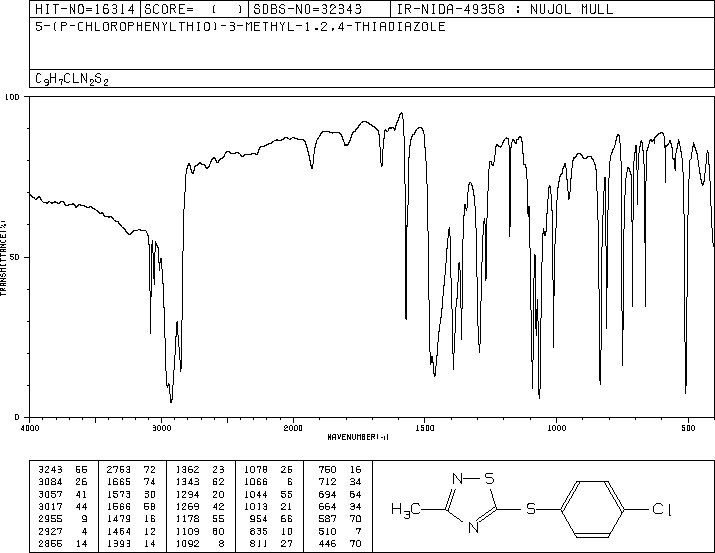 HIT-NO=16314 SCORE= ( ) SDBS-NO=32343 IR-NIDA-49358 : NUJOL MULL
5-(P-CHLOROPHENYLTHIO)-3-METHYL-1,2,4-THIADIAZOLE
C9H7CLN2S2
100
TRANSMITTANCE(%)
50
0
4000 3000 2000 1500 1000 500
WAVENUMBER(-1)
3243 66 2753 72 1362 23 1078 26 750 16
3084 26 1665 74 1343 62 1066 6 712 34
3057 41 1573 30 1294 20 1044 55 694 64
3017 44 1566 68 1269 42 1013 21 664 34
2955 9 1479 16 1178 55 954 66 587 70
2927 4 1464 12 1109 60 835 10 510 7
2866 14 1393 14 1092 8 811 27 446 70
N S
H3C N S Cl